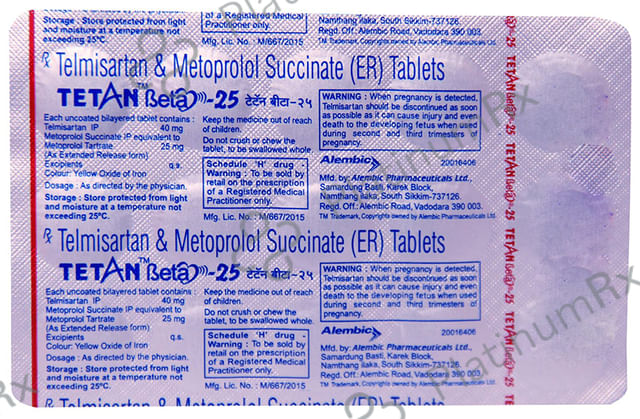 Storage : Store protected from light
and moisture at a temperature not
exceeding 25ºC.
of a Registered Medical
Practitioner only.
Mfg. Lic. No. : M/667/2015
Namthang ilaka, South Sikkim-737126.
Regd. Off: Alembic Road, Vadodara 390 003.
TM Trademark, Copyrights owned by Alembic Pharmaceuticals Ltd.
Rx Telmisartan & Metoprolol Succinate (ER) Tablets
TETAN Beta™-25 टेटॅन बीटा-२५
Each uncoated bilayered tablet contains :
Telmisartan IP 40 mg
Metoprolol Succinate IP equivalent to
Metoprolol Tartrate 25 mg
(As Extended Release form)
Excipients q.s.
Colour: Yellow Oxide of Iron
Dosage : As directed by the physician.
Storage : Store protected from light
and moisture at a temperature not
exceeding 25ºC.
Keep the medicine out of reach
of children.
Do not crush or chew the
tablet, to be swallowed whole.
Schedule 'H' drug -
Warning : To be sold by
retail on the prescription
of a Registered Medical
Practitioner only.
Mfg. Lic. No. : M/667/2015
WARNING : When pregnancy is detected,
Telmisartan should be discontinued as soon
as possible as it can cause injury and even
death to the developing fetus when used
during second and third trimesters of
pregnancy.
Alembic 20016406
Mfd. by: Alembic Pharmaceuticals Ltd.,
Samardung Basti, Karek Block,
Namthang ilaka, South Sikkim-737126.
Regd. Off: Alembic Road, Vadodara 390 003.
TM Trademark, Copyrights owned by Alembic Pharmaceuticals Ltd.
Rx Telmisartan & Metoprolol Succinate (ER) Tablets
TETAN Beta™-25 टेटॅन बीटा-२५
Each uncoated bilayered tablet contains :
Telmisartan IP 40 mg
Metoprolol Succinate IP equivalent to
Metoprolol Tartrate 25 mg
(As Extended Release form)
Excipients q.s.
Colour: Yellow Oxide of Iron
Dosage : As directed by the physician.
Storage : Store protected from light
and moisture at a temperature not
exceeding 25ºC.
Keep the medicine out of reach
of children.
Do not crush or chew the
tablet, to be swallowed whole.
Schedule 'H' drug -
Warning : To be sold by
retail on the prescription
of a Registered Medical
Practitioner only.
Mfg. Lic. No. : M/667/2015
WARNING : When pregnancy is detected,
Telmisartan should be discontinued as soon
as possible as it can cause injury and even
death to the developing fetus when used
during second and third trimesters of
pregnancy.
Alembic 20016406
Mfd. by: Alembic Pharmaceuticals Ltd.,
Samardung Basti, Karek Block,
Namthang ilaka, South Sikkim-737126.
Regd. Off: Alembic Road, Vadodara 390 003.
TM Trademark, Copyrights owned by Alembic Pharmaceuticals Ltd.
Rx Telmisartan & Metoprolol Succinate (ER) Tablets
TETAN Beta-25 TETAN Beta-25 TETAN Beta-25 TETAN Beta-25
PlatinumRx